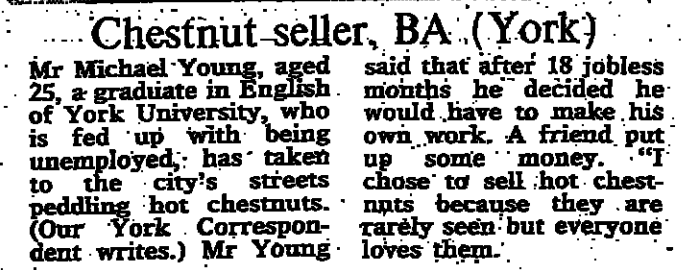 Chestnut seller, BA (York)
Mr Michael Young, aged
25, a graduate in English
of York University, who
is fed up with being
unemployed, has taken
to the city's streets
peddling hot chestnuts.
(Our York Correspon-
dent writes.) Mr Young
said that after 18 jobless
months he decided he
would have to make his
own work. A friend put
up some money. "I
chose to sell hot chest-
nuts because they are
rarely seen but everyone
loves them.